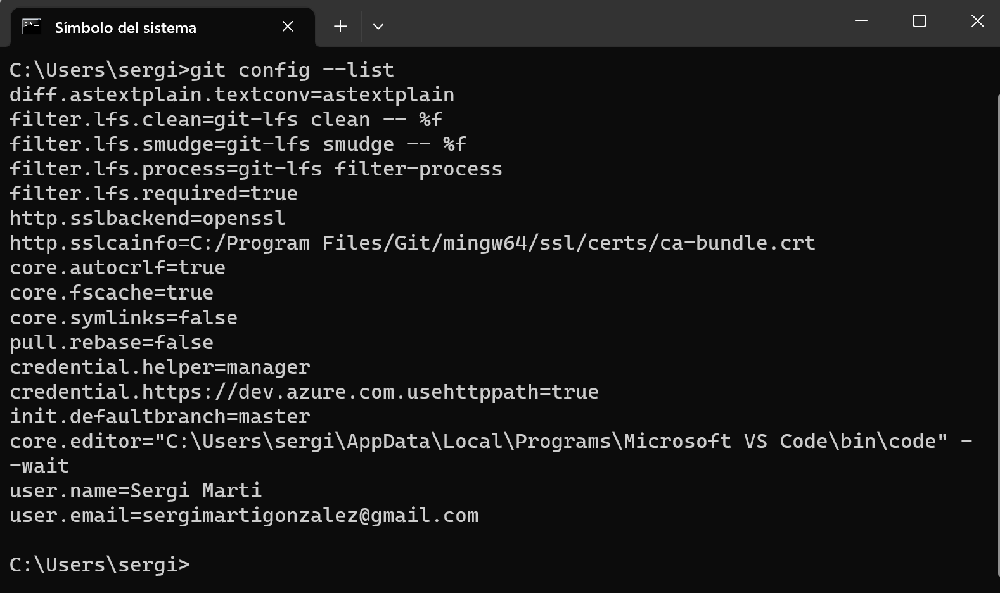 Símbolo del sistema
C:\Users\sergi>git config --list
diff.astextplain.textconv=astextplain
filter.lfs.clean=git-lfs clean -- %f
filter.lfs.smudge=git-lfs smudge -- %f
filter.lfs.process=git-lfs filter-process
filter.lfs.required=true
http.sslbackend=openssl
http.sslcainfo=C:/Program Files/Git/mingw64/ssl/certs/ca-bundle.crt
core.autocrlf=true
core.fscache=true
core.symlinks=false
pull.rebase=false
credential.helper=manager
credential.https://dev.azure.com.usehttppath=true
init.defaultbranch=master
core.editor="C:\Users\sergi\AppData\Local\Programs\Microsoft VS Code\bin\code" -
-wait
user.name=Sergi Marti
user.email=sergimartigonzalez@gmail.com
C:\Users\sergi>